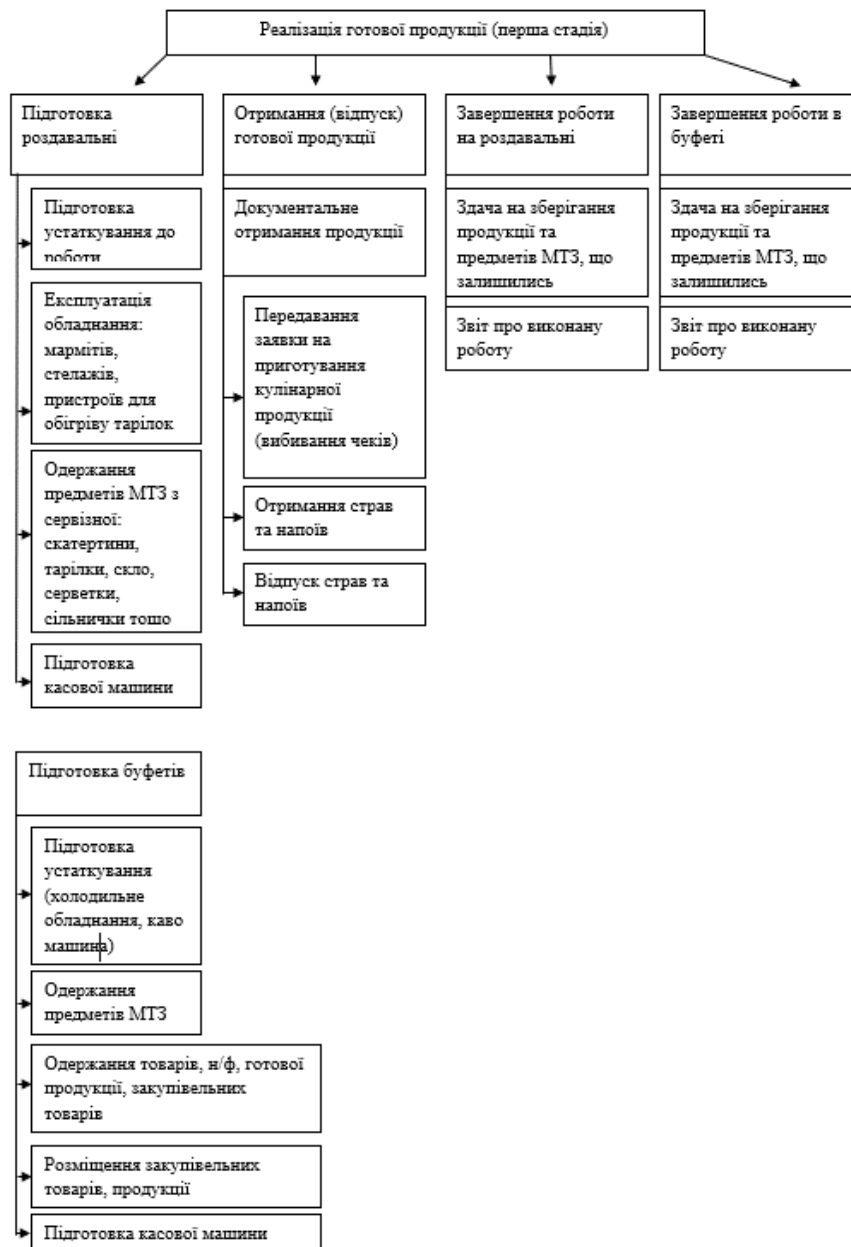 Реалізація готової продукції (перша стадія)
Підготовка
роздавальні
Підготовка
устаткування до
роботи
Експлуатація
обладнання:
мармітів,
стелажів,
пристроїв для
обігріву тарілок
Одержання
предметів МТЗ з
сервізної:
скатертини,
тарілки, скло,
серветки,
сільнички тощо
Підготовка
касової машини
Отримання (відпуск)
готової продукції
Документальне
отримання продукції
Передавання
заявки на
приготування
кулінарної
продукції
(вибивання чеків)
Отримання страв
та напоїв
Відпуск страв та
напоїв
Завершення роботи
на роздавальні
Здача на зберігання
продукції та
предметів МТЗ, що
залишились
Звіт про виконану
роботу
Завершення роботи в
буфеті
Здача на зберігання
продукції та
предметів МТЗ, що
залишились
Звіт про виконану
роботу
Підготовка буфетів
Підготовка
устаткування
(холодильне
обладнання, каво
машина)
Одержання
предметів МТЗ
Одержання товарів, н/ф, готової
продукції, закупівельних
товарів
Розміщення закупівельних
товарів, продукції
Підготовка касової машини